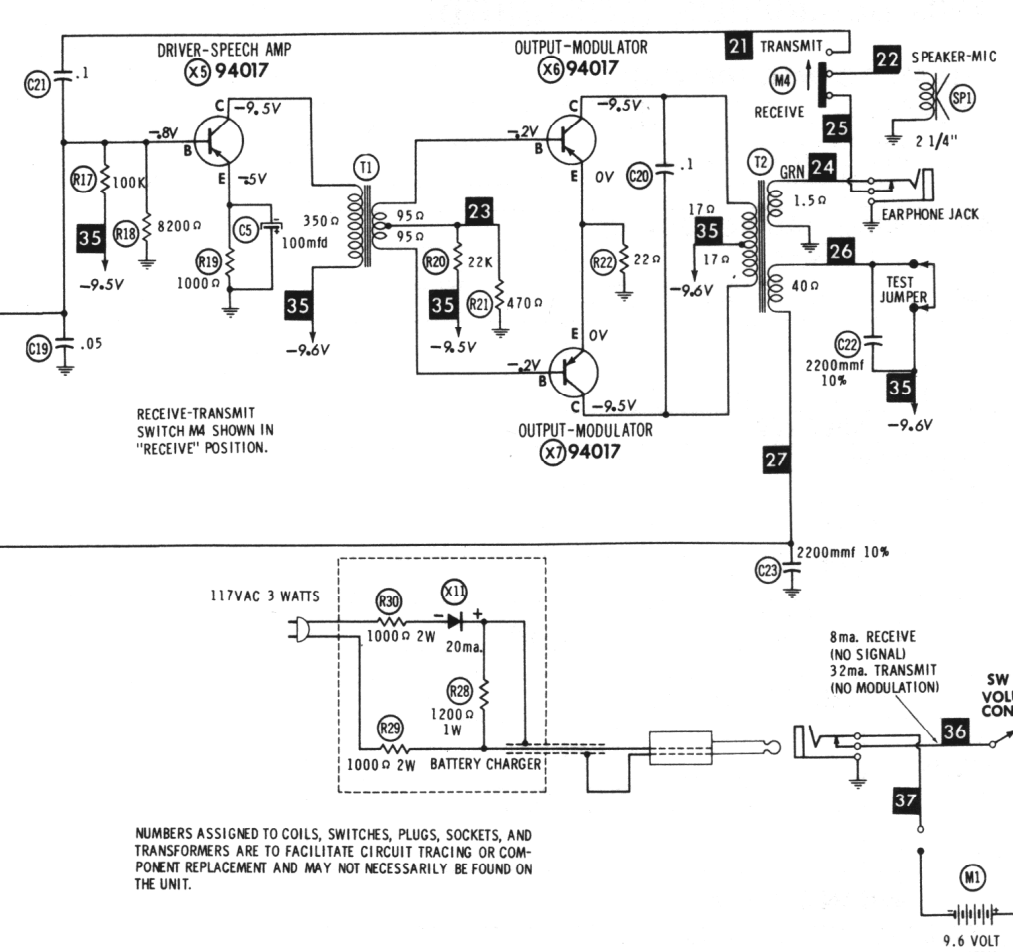 DRIVER-SPEECH AMP
X5 94017
OUTPUT-MODULATOR
X6 94017
21 TRANSMIT
22
SPEAKER-MIC
C21 .1
M4
SP1
RECEIVE
2 1/4"
C
-9.5V
C
-9.5V
25
-.8V
B
-.2V
B
R17 100K
E
-.5V
T1
E
0V
C20 .1
T2
GRN 24
1.5Ω
EARPHONE JACK
R18 8200Ω
C5
100mfd
350Ω
95Ω
95Ω
23
17Ω
35
17Ω
35
-9.5V
R19
1000Ω
R20 22K
R22 22Ω
26
-9.6V
40Ω
TEST
JUMPER
35
-9.6V
35
-9.5V
R21 470Ω
C19 .05
E
0V
C22
2200mmf
10%
-.2V
B
35
-9.6V
C
-9.5V
RECEIVE-TRANSMIT
SWITCH M4 SHOWN IN
"RECEIVE" POSITION.
OUTPUT-MODULATOR
X7 94017
27
2200mmf 10%
C23
117VAC 3 WATTS
R30
1000Ω 2W
X11
- +
20ma.
R28
1200Ω
1W
R29
1000Ω 2W
BATTERY CHARGER
8ma. RECEIVE
(NO SIGNAL)
32ma. TRANSMIT
(NO MODULATION)
SW
VOLU
CON
36
37
M1
- +
9.6 VOLT
NUMBERS ASSIGNED TO COILS, SWITCHES, PLUGS, SOCKETS, AND
TRANSFORMERS ARE TO FACILITATE CIRCUIT TRACING OR COM-
PONENT REPLACEMENT AND MAY NOT NECESSARILY BE FOUND ON
THE UNIT.